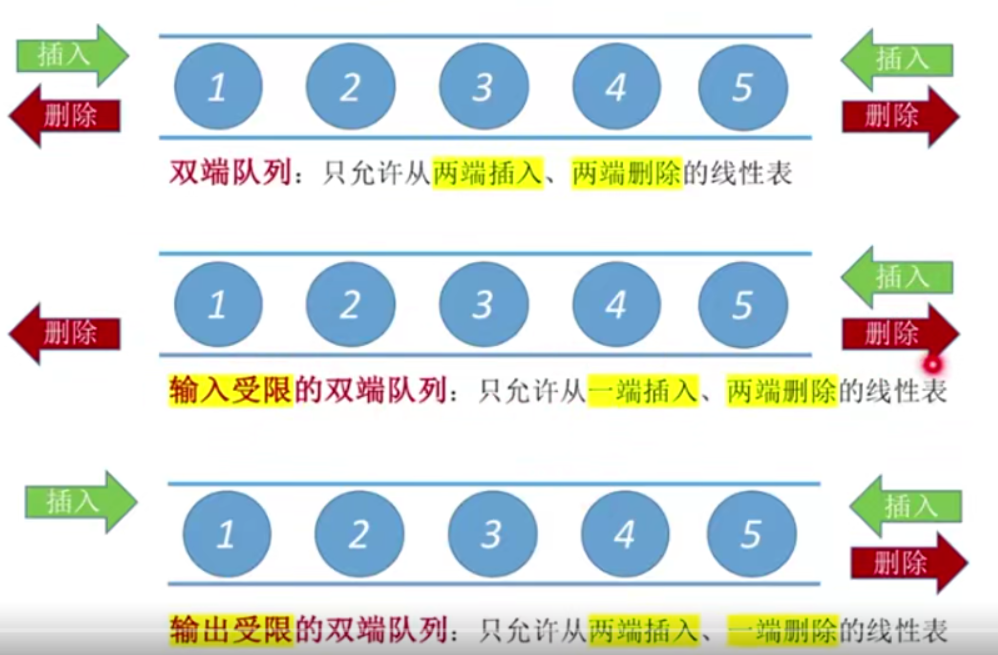 插入 插入
1 2 3 4 5
删除 删除
双端队列：只允许从两端插入、两端删除的线性表
插入
1 2 3 4 5
删除 删除
输入受限的双端队列：只允许从一端插入、两端删除的线性表
插入 插入
1 2 3 4 5
删除
输出受限的双端队列：只允许从两端插入、一端删除的线性表